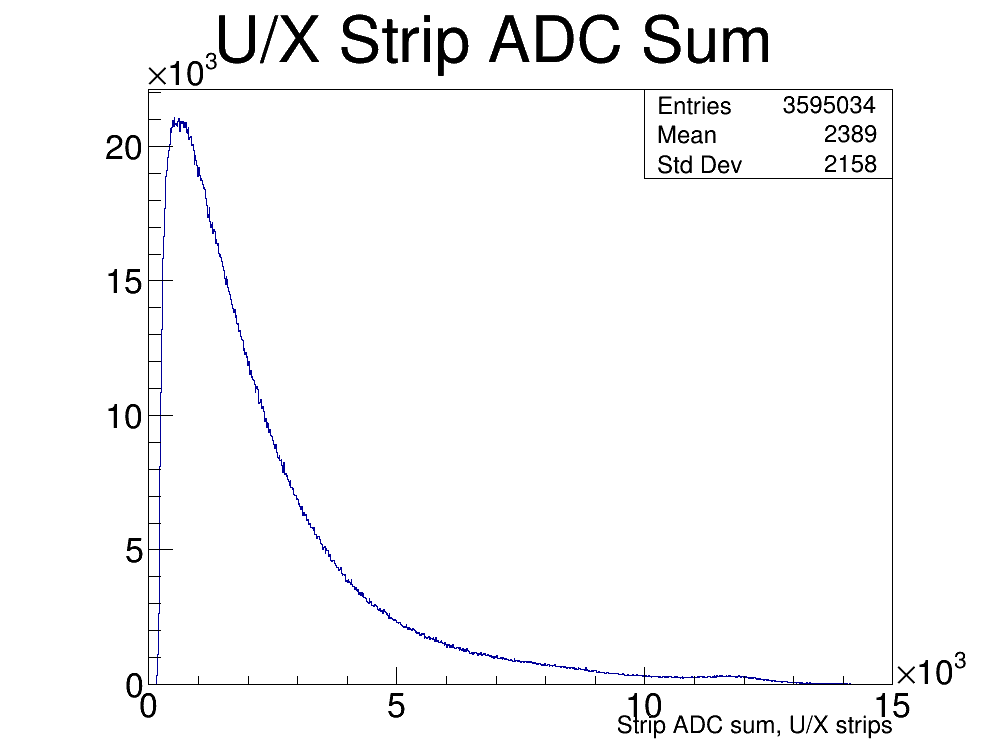 U/X Strip ADC Sum
×10³
Entries 3595034
Mean 2389
Std Dev 2158
20
15
10
5
0
0 5 10 15
×10³
Strip ADC sum, U/X strips